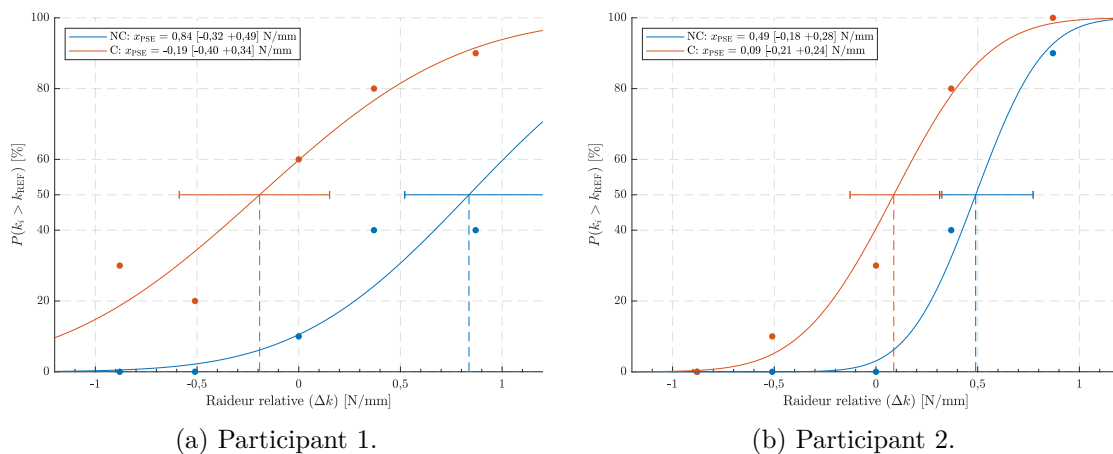 NC: x_PSE = 0,84 [-0,32 +0,49] N/mm
C: x_PSE = -0,19 [-0,40 +0,34] N/mm
100
80
60
40
20
0
P(k_i > k_REF) [%]
-1
-0,5
0
0,5
1
Raideur relative (Δk) [N/mm]
(a) Participant 1.
NC: x_PSE = 0,49 [-0,18 +0,28] N/mm
C: x_PSE = 0,09 [-0,21 +0,24] N/mm
100
80
60
40
20
0
P(k_i > k_REF) [%]
-1
-0,5
0
0,5
1
Raideur relative (Δk) [N/mm]
(b) Participant 2.